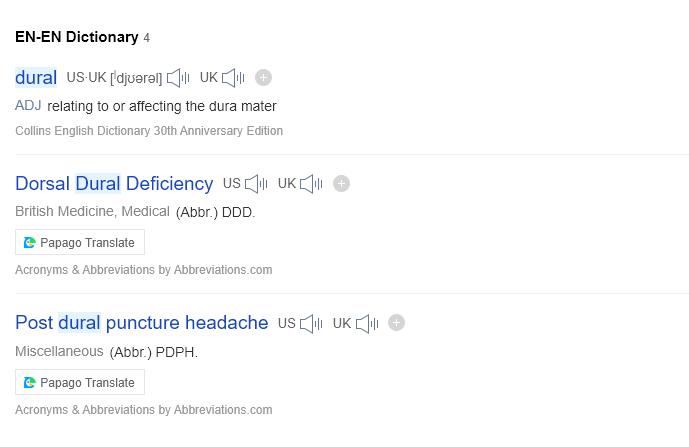 EN-EN Dictionary 4
dural US·UK [ˈdjʊərəl] UK
ADJ relating to or affecting the dura mater
Collins English Dictionary 30th Anniversary Edition
Dorsal Dural Deficiency US UK
British Medicine, Medical (Abbr.) DDD.
Papago Translate
Acronyms & Abbreviations by Abbreviations.com
Post dural puncture headache US UK
Miscellaneous (Abbr.) PDPH.
Papago Translate
Acronyms & Abbreviations by Abbreviations.com